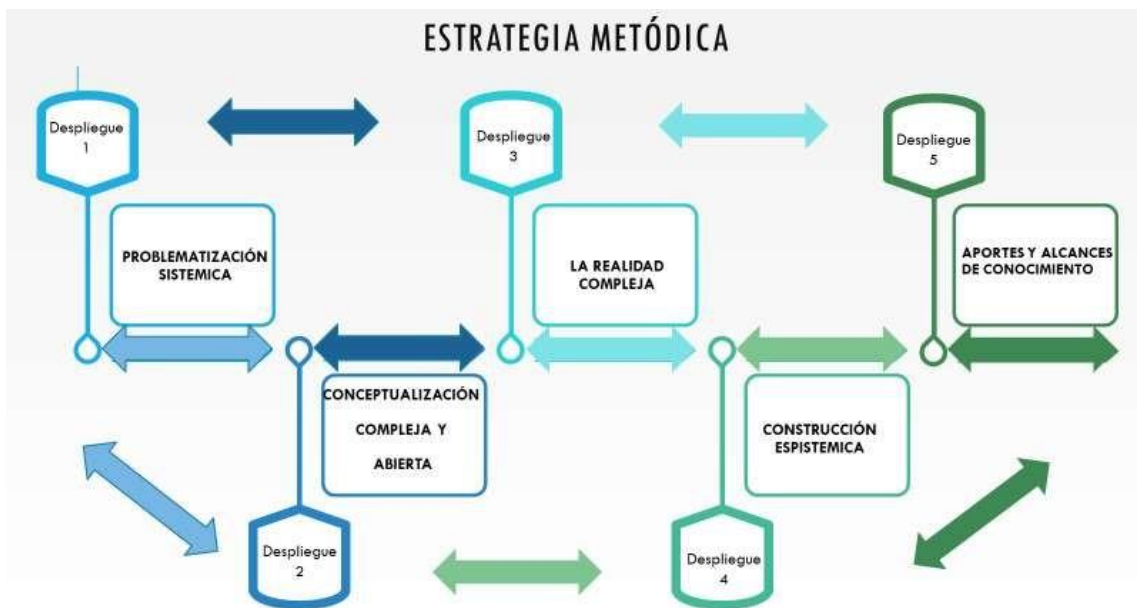 ESTRATEGIA METÓDICA
Despliegue
1
PROBLEMATIZACIÓN
SISTEMICA
Despliegue
2
CONCEPTUALIZACIÓN
COMPLEJA Y
ABIERTA
Despliegue
3
LA REALIDAD
COMPLEJA
Despliegue
4
CONSTRUCCIÓN
ESPISTEMICA
Despliegue
5
APORTES Y ALCANCES
DE CONOCIMIENTO